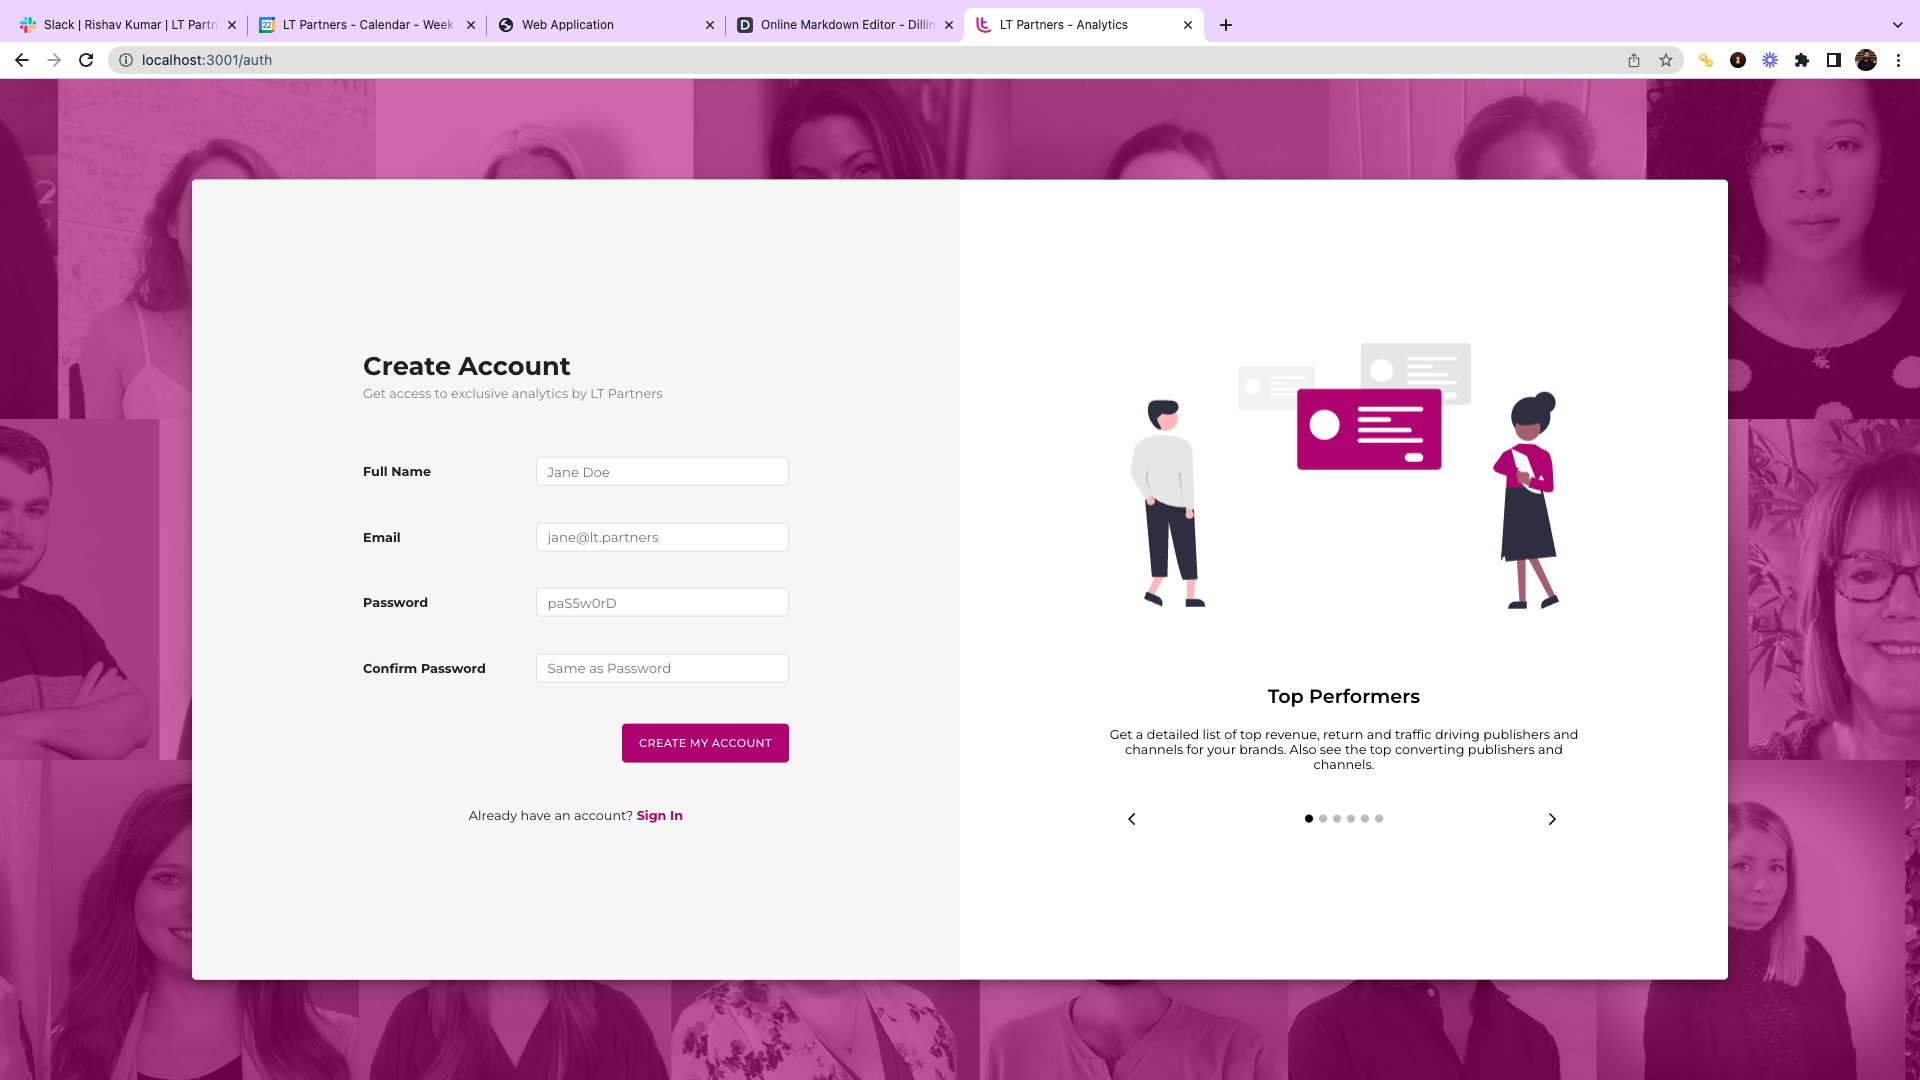 Slack | Rishav Kumar | LT Partn
LT Partners - Calendar - Week
Web Application
Online Markdown Editor - Dillin
LT Partners - Analytics
localhost:3001/auth
Create Account
Get access to exclusive analytics by LT Partners
Full Name
Jane Doe
Email
jane@lt.partners
Password
paS5w0rD
Confirm Password
Same as Password
CREATE MY ACCOUNT
Already have an account? Sign In
Top Performers
Get a detailed list of top revenue, return and traffic driving publishers and
channels for your brands. Also see the top converting publishers and
channels.